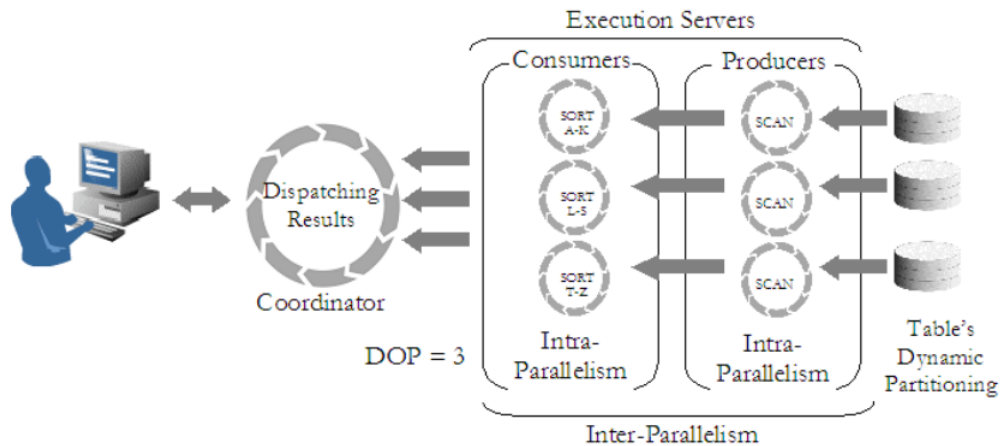 Execution Servers
Consumers
Producers
SORT
A-K
SCAN
Dispatching
Results
SORT
L-S
SCAN
SORT
T-Z
SCAN
Coordinator
DOP = 3
Intra-
Parallelism
Intra-
Parallelism
Table's
Dynamic
Partitioning
Inter-Parallelism